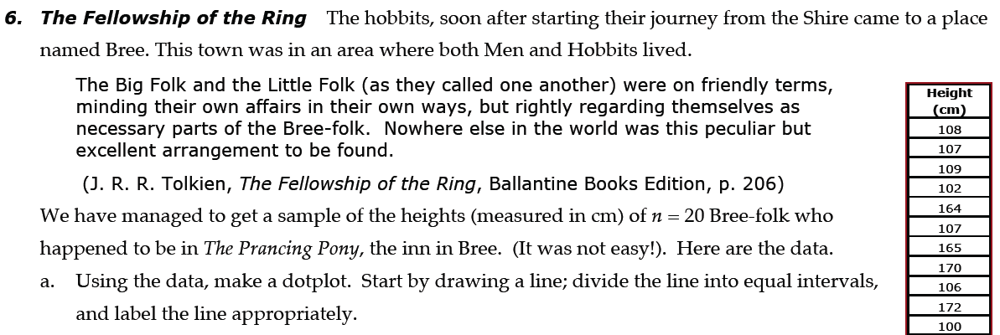 6. The Fellowship of the Ring The hobbits, soon after starting their journey from the Shire came to a place
named Bree. This town was in an area where both Men and Hobbits lived.
The Big Folk and the Little Folk (as they called one another) were on friendly terms,
minding their own affairs in their own ways, but rightly regarding themselves as
necessary parts of the Bree-folk. Nowhere else in the world was this peculiar but
excellent arrangement to be found.
(J. R. R. Tolkien, The Fellowship of the Ring, Ballantine Books Edition, p. 206)
We have managed to get a sample of the heights (measured in cm) of n = 20 Bree-folk who
happened to be in The Prancing Pony, the inn in Bree. (It was not easy!). Here are the data.
a. Using the data, make a dotplot. Start by drawing a line; divide the line into equal intervals,
and label the line appropriately.
Height
(cm)
108
107
109
102
164
107
165
170
106
172
100